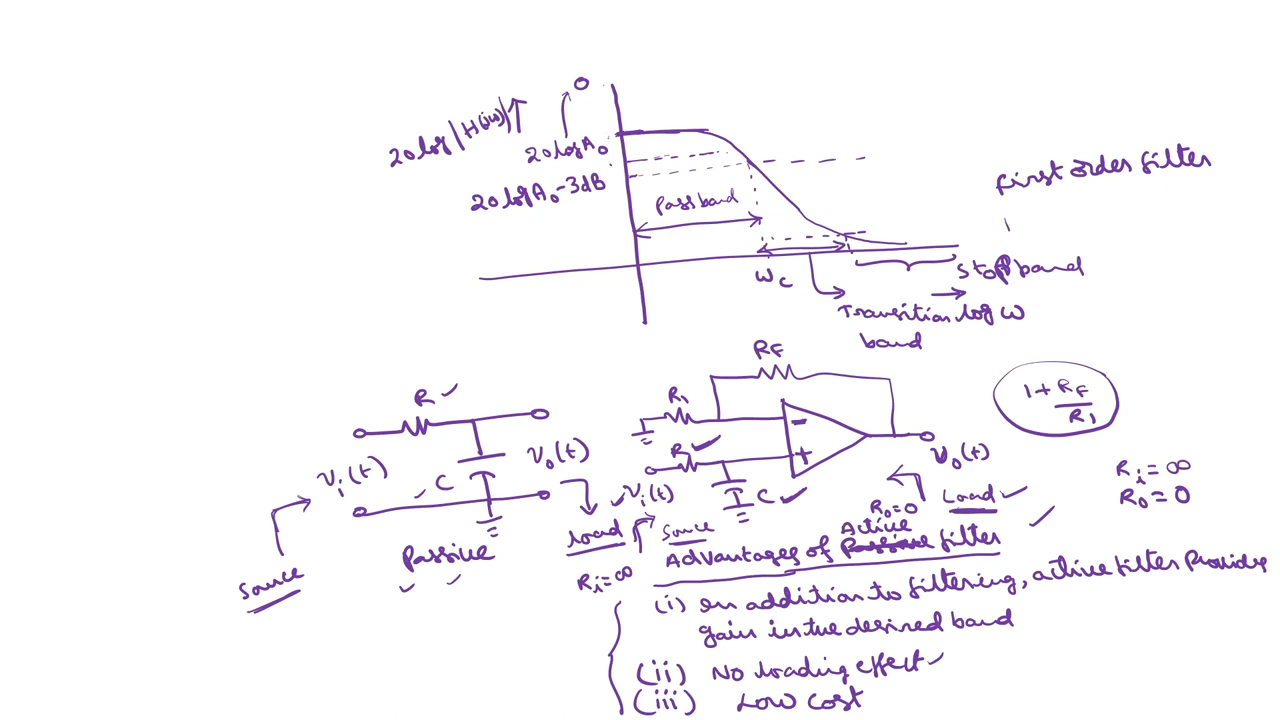 20log|H(jω)|
20logA₀
20logA₀-3dB
Passband
First order filter
ωc
Stop band
Transition
band
log ω
RF
R
R₁
1+RF/R₁
vᵢ(t)
C
v₀(t)
R
vᵢ(t)
C
v₀(t)
Rᵢ=∞
R₀=0
Source
Passive
Load
Rᵢ=∞
Source
R₀=0
Load
Advantages of Active filter
(i) In addition to filtering, active filter Provides
gain in the desired band
(ii) No loading effect
(iii) Low cost